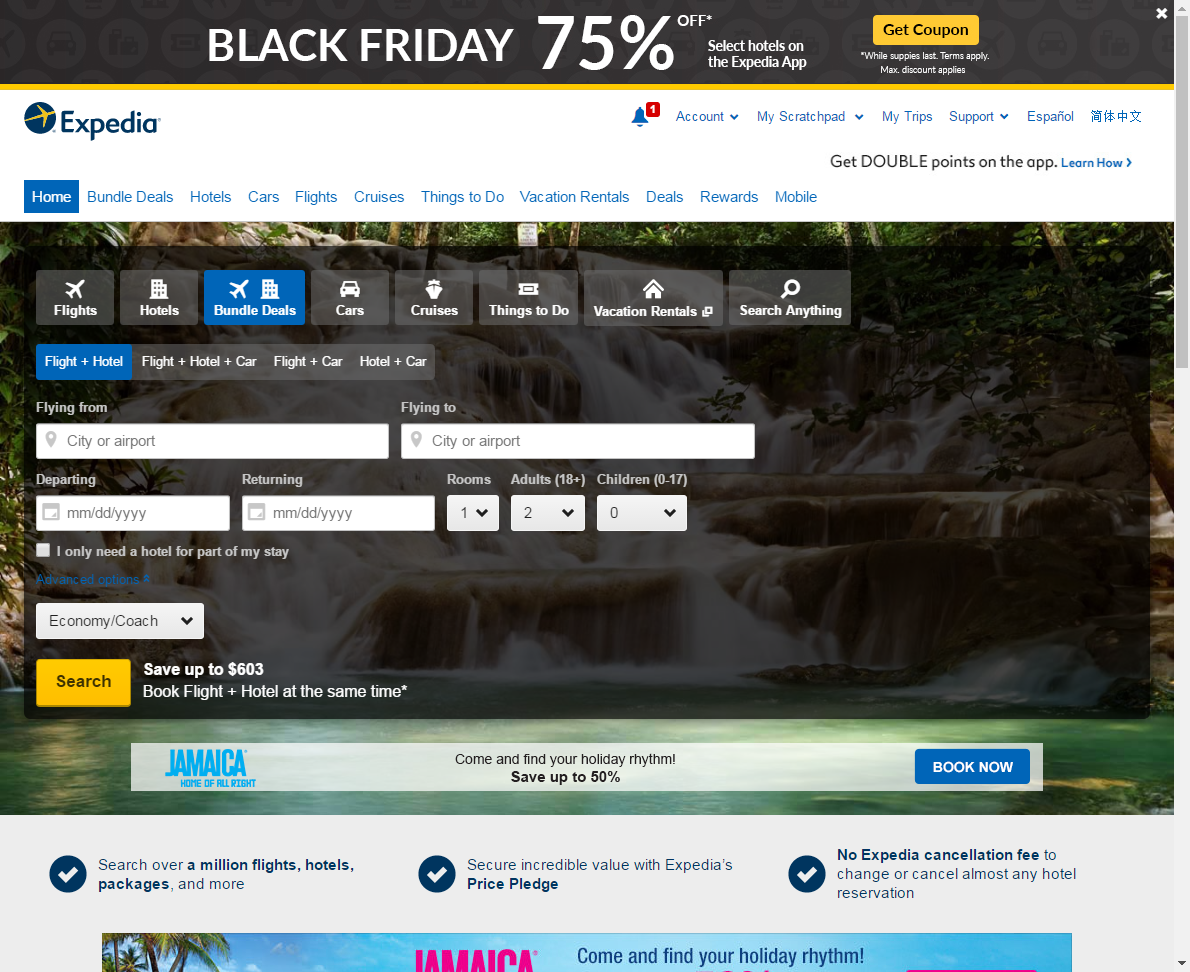 BLACK FRIDAY 75% OFF*
Select hotels on
the Expedia App
Get Coupon
*While suppies last. Terms apply.
Max. discount applies
Expedia
1
Account
My Scratchpad
My Trips
Support
Español
简体中文
Get DOUBLE points on the app. Learn How
Home
Bundle Deals
Hotels
Cars
Flights
Cruises
Things to Do
Vacation Rentals
Deals
Rewards
Mobile
Flights
Hotels
Bundle Deals
Cars
Cruises
Things to Do
Vacation Rentals
Search Anything
Flight + Hotel
Flight + Hotel + Car
Flight + Car
Hotel + Car
Flying from
Flying to
City or airport
City or airport
Departing
Returning
Rooms
Adults (18+)
Children (0-17)
mm/dd/yyyy
mm/dd/yyyy
1
2
0
I only need a hotel for part of my stay
Advanced options
Economy/Coach
Search
Save up to $603
Book Flight + Hotel at the same time*
JAMAICA
HOME OF ALL RIGHT
Come and find your holiday rhythm!
Save up to 50%
BOOK NOW
Search over a million flights, hotels,
packages, and more
Secure incredible value with Expedia's
Price Pledge
No Expedia cancellation fee to
change or cancel almost any hotel
reservation
JAMAICA
Come and find your holiday rhythm!